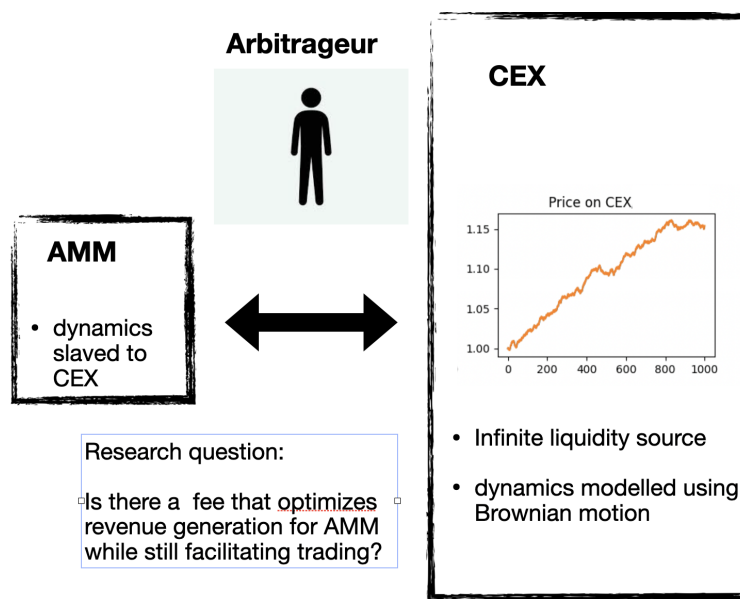 Arbitrageur
CEX
Price on CEX
1.15
1.10
1.05
1.00
0 200 400 600 800 1000
AMM
• dynamics
slaved to
CEX
Research question:
Is there a fee that optimizes
revenue generation for AMM
while still facilitating trading?
• Infinite liquidity source
• dynamics modelled using
Brownian motion